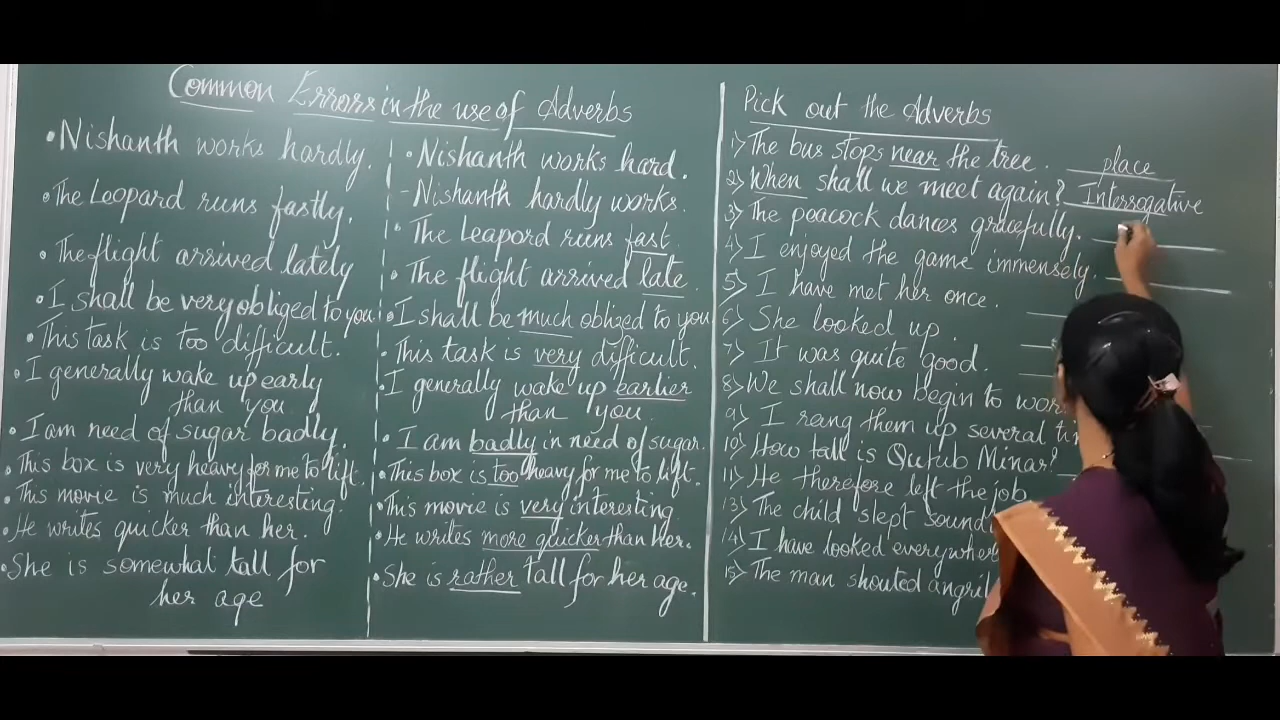 Common Errors in the use of Adverbs
• Nishanth works hardly.
• The Leopard runs fastly.
• The flight arrived lately
• I shall be very obliged to you
• This task is too difficult.
• I generally wake up early
than you
• I am need of sugar badly.
• This box is very heavy for me to lift.
• This movie is much interesting.
• He writes quicker than her.
• She is somewhat tall for
her age
• Nishanth works hard.
- Nishanth hardly works.
• The Leapord runs fast.
• The flight arrived late.
• I shall be much oblized to you
• This task is very difficult.
• I generally wake up earlier
than you.
• I am badly in need of sugar.
• This box is too heavy for me to lift.
• This movie is very interesting
• He writes more quicker than her.
• She is rather tall for her age.
Pick out the Adverbs
1) The bus stops near the tree. place
2) When shall we meet again? Interrogative
3) The peacock dances gracefully.
4) I enjoyed the game immensely.
5) I have met her once.
6) She looked up.
7) It was quite good.
8) We shall now begin to wor
9) I rang them up several ti
10) How tall is Qutub Minar?
11) He therefore left the job
13) The child slept sound
14) I have looked everywher
15) The man shouted angril